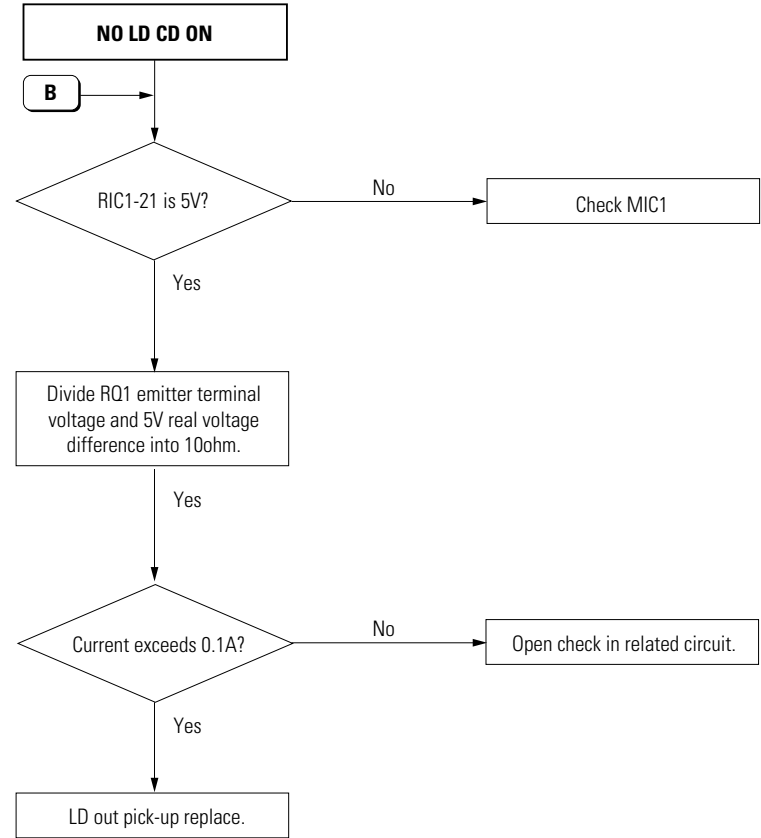 NO LD CD ON
B
RIC1-21 is 5V?
No
Check MIC1
Yes
Divide RQ1 emitter terminal
voltage and 5V real voltage
difference into 10ohm.
Yes
Current exceeds 0.1A?
No
Open check in related circuit.
Yes
LD out pick-up replace.